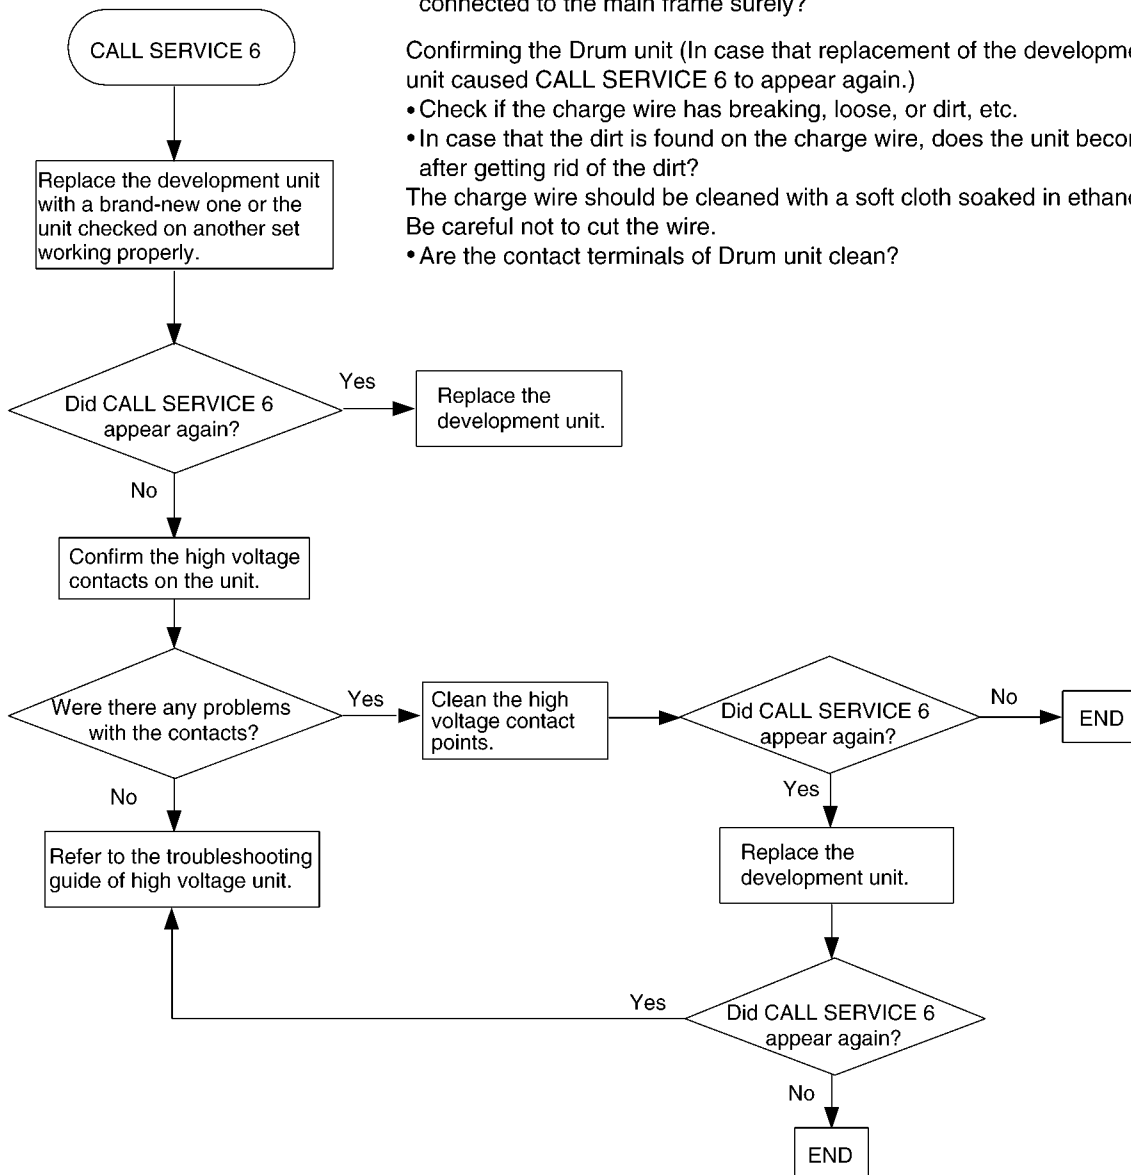 connected to the main frame surely?
CALL SERVICE 6
Confirming the Drum unit (In case that replacement of the developme
unit caused CALL SERVICE 6 to appear again.)
•Check if the charge wire has breaking, loose, or dirt, etc.
•In case that the dirt is found on the charge wire, does the unit becom
after getting rid of the dirt?
The charge wire should be cleaned with a soft cloth soaked in ethan
Be careful not to cut the wire.
•Are the contact terminals of Drum unit clean?
Replace the development unit
with a brand-new one or the
unit checked on another set
working properly.
Did CALL SERVICE 6
appear again?
Yes
Replace the
development unit.
No
Confirm the high voltage
contacts on the unit.
Were there any problems
with the contacts?
Yes
Clean the high
voltage contact
points.
Did CALL SERVICE 6
appear again?
No
END
No
Refer to the troubleshooting
guide of high voltage unit.
Yes
Replace the
development unit.
Did CALL SERVICE 6
appear again?
Yes
No
END